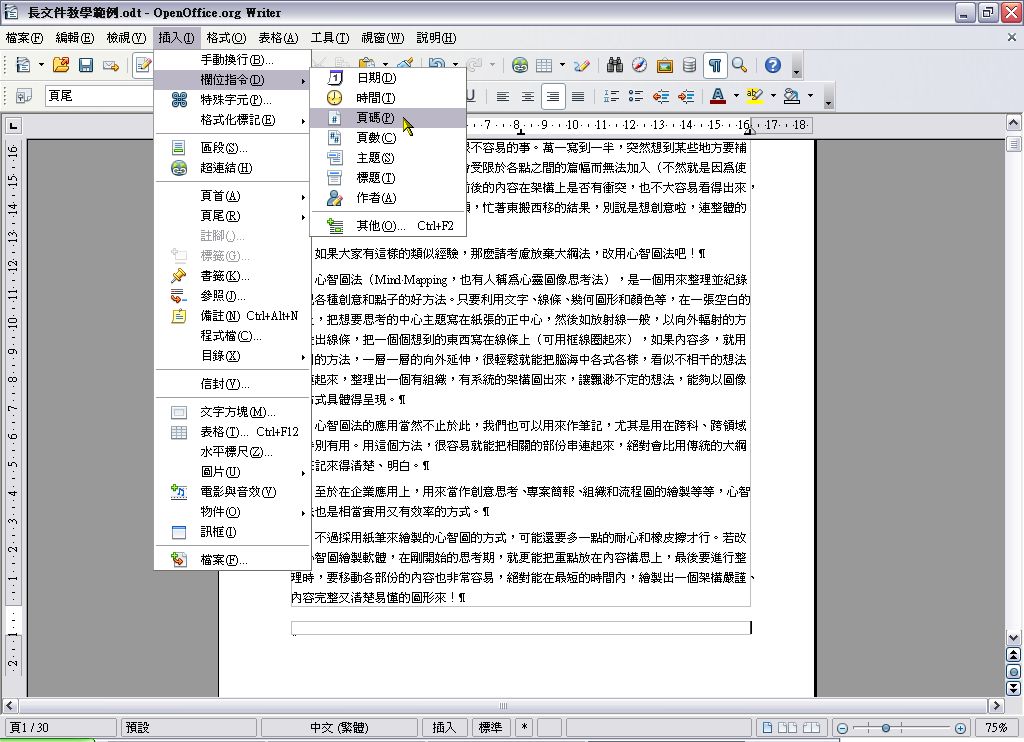 長文件教學範例.odt - OpenOffice.org Writer
檔案(F) 編輯(E) 檢視(V) 插入(I) 格式(O) 表格(A) 工具(T) 視窗(W) 說明(H)
頁尾
手動換行(B)...
欄位指令(D)
特殊字元(P)...
格式化標記(E)
區段(S)...
超連結(H)
頁首(A)
頁尾(R)
註腳(J)...
標籤(G)...
書籤(K)...
參照(J)...
備註(N) Ctrl+Alt+N
程式檔(C)...
目錄(X)
信封(V)...
文字方塊(M)...
表格(T)... Ctrl+F12
水平標尺(Z)...
圖片(U)
電影與音效(Y)
物件(O)
訊框(I)
檔案(F)...
日期(D)
時間(T)
頁碼(P)
頁數(C)
主題(S)
標題(T)
作者(A)
其他(O)... Ctrl+F2
7 8 9 10 11 12 13 14 15 16 17 18
不容易的事。萬一寫到一半，突然想到某些地方要補
受限於各點之間的篇幅而無法加入（不然就是因為使
後的內容在架構上是否有衝突，也不大容易看得出來，
，忙著東搬西移的結果，別說是想創意啦，連整體的
如果大家有這樣的類似經驗，那麼請考慮放棄大綱法，改用心智圖法吧！¶
心智圖法（Mind·Mapping，也有人稱為心靈圖像思考法），是一個用來整理並紀錄
各種創意和點子的好方法。只要利用文字、線條、幾何圖形和顏色等，在一張空白的
，把想要思考的中心主題寫在紙張的正中心，然後如放射線一般，以向外輻射的方
出線條，把一個個想到的東西寫在線條上（可用框線圈起來），如果內容多，就用
的方法，一層一層的向外延伸，很輕鬆就能把腦海中各式各樣，看似不相干的想法
起來，整理出一個有組織，有系統的架構圖出來，讓飄渺不定的想法，能夠以圖像
式具體得呈現。¶
心智圖法的應用當然不止於此，我們也可以用來作筆記，尤其是用在跨科、跨領域
別有用。用這個方法，很容易就能把相關的部份串連起來，絕對會比用傳統的大綱
記來得清楚、明白。¶
至於在企業應用上，用來當作創意思考、專案簡報、組織和流程圖的繪製等等，心智
也是相當實用又有效率的方式。¶
不過採用紙筆來繪製的心智圖的方式，可能還要多一點的耐心和橡皮擦才行。若改
智圖繪製軟體，在剛開始的思考期，就更能把重點放在內容構思上，最後要進行整
理時，要移動各部份的內容也非常容易，絕對能在最短的時間內，繪製出一個架構嚴謹、
內容完整又清楚易懂的圖形來！¶
頁1 / 30 預設 中文 (繁體) 插入 標準 * 75%